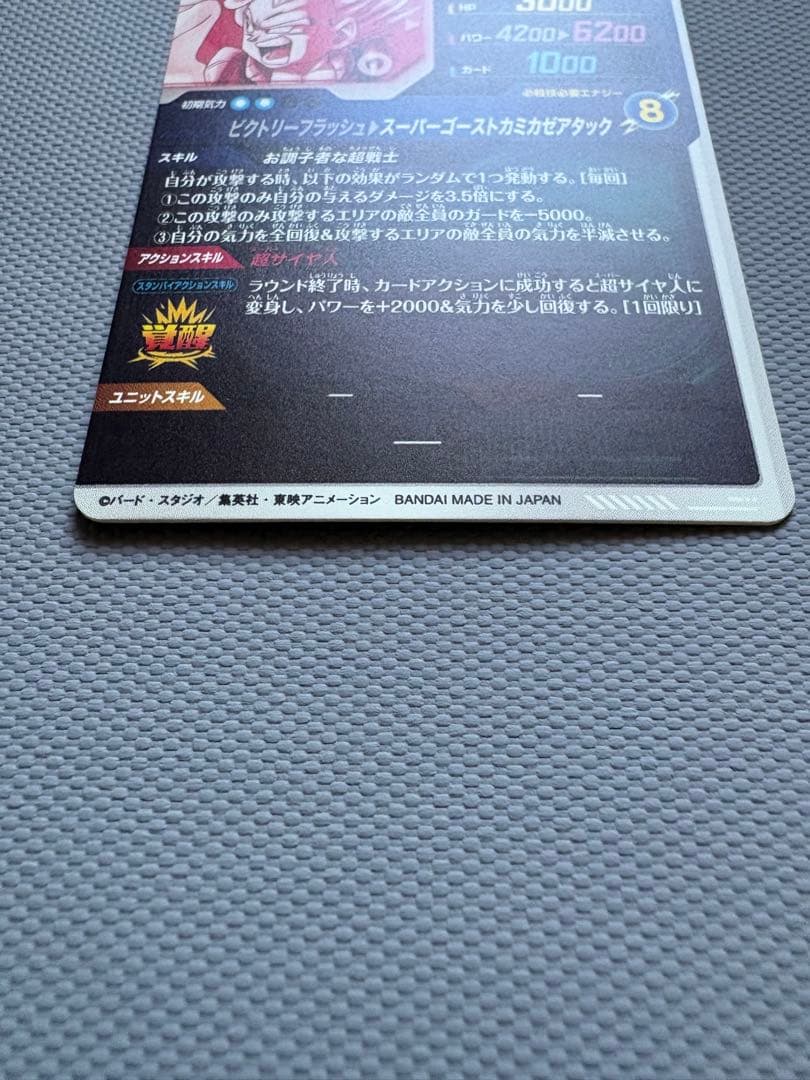 HP 3000
パワー 4200▶6200
ガード 1000
必殺技必要エナジー
8
初期気力
ビクトリーフラッシュ▶スーパーゴーストカミカゼアタック
スキル お調子者な超戦士
自分が攻撃する時、以下の効果がランダムで1つ発動する。[毎回]
①この攻撃のみ自分の与えるダメージを3.5倍にする。
②この攻撃のみ攻撃するエリアの敵全員のガードを−5000。
③自分の気力を全回復&攻撃するエリアの敵全員の気力を半減させる。
アクションスキル 超サイヤ人
スタンバイアクションスキル ラウンド終了時、カードアクションに成功すると超サイヤ人に
変身し、パワーを+2000&気力を少し回復する。[1回限り]
覚醒
ユニットスキル — —
—
©バード・スタジオ/集英社・東映アニメーション BANDAI MADE IN JAPAN